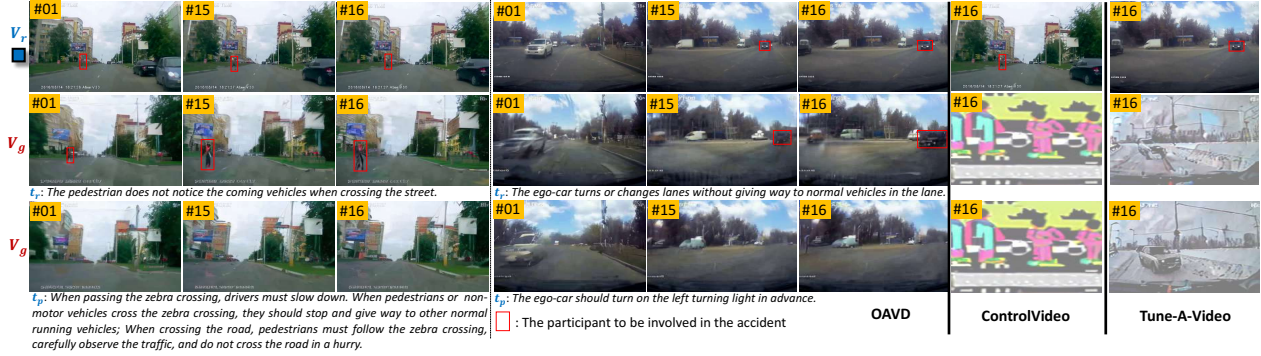 V_r
#01
#15
#16
#01
#15
#16
#16
#16
V_g
#01
#15
#16
#01
#15
#16
#16
#16
t_r: The pedestrian does not notice the coming vehicles when crossing the street.
t_r: The ego-car turns or changes lanes without giving way to normal vehicles in the lane.
V_g
#01
#15
#16
#01
#15
#16
#16
#16
t_p: When passing the zebra crossing, drivers must slow down. When pedestrians or non-
motor vehicles cross the zebra crossing, they should stop and give way to other normal
running vehicles; When crossing the road, pedestrians must follow the zebra crossing,
carefully observe the traffic, and do not cross the road in a hurry.
t_p: The ego-car should turn on the left turning light in advance.
: The participant to be involved in the accident
OAVD
ControlVideo
Tune-A-Video